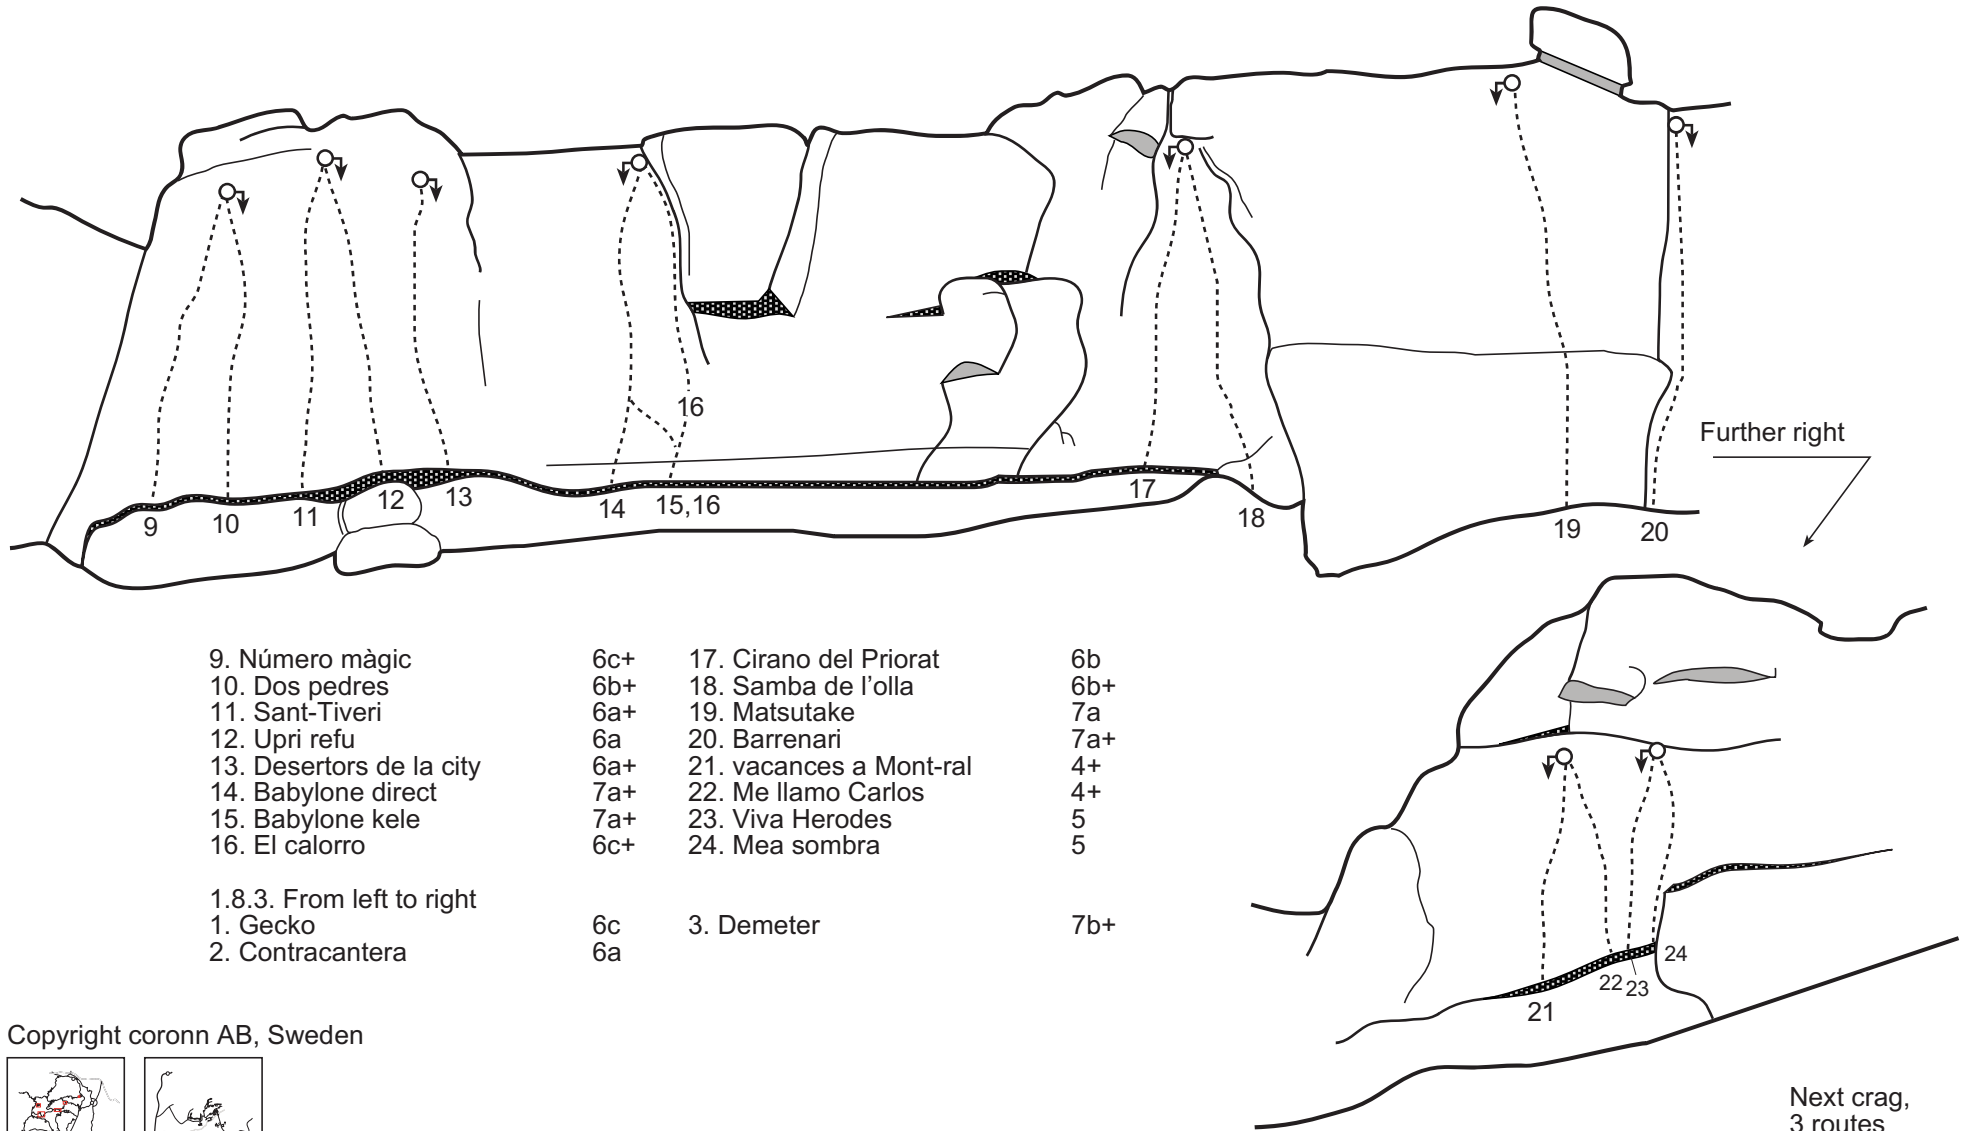 16
Further right
9
10
11
12
13
14
15,16
17
18
19
20
9. Número màgic 6c+
10. Dos pedres 6b+
11. Sant-Tiveri 6a+
12. Upri refu 6a
13. Desertors de la city 6a+
14. Babylone direct 7a+
15. Babylone kele 7a+
16. El calorro 6c+
17. Cirano del Priorat 6b
18. Samba de l’olla 6b+
19. Matsutake 7a
20. Barrenari 7a+
21. vacances a Mont-ral 4+
22. Me llamo Carlos 4+
23. Viva Herodes 5
24. Mea sombra 5
1.8.3. From left to right
1. Gecko 6c
2. Contracantera 6a
3. Demeter 7b+
21
22
23
24
Copyright coronn AB, Sweden
Next crag,
3 routes